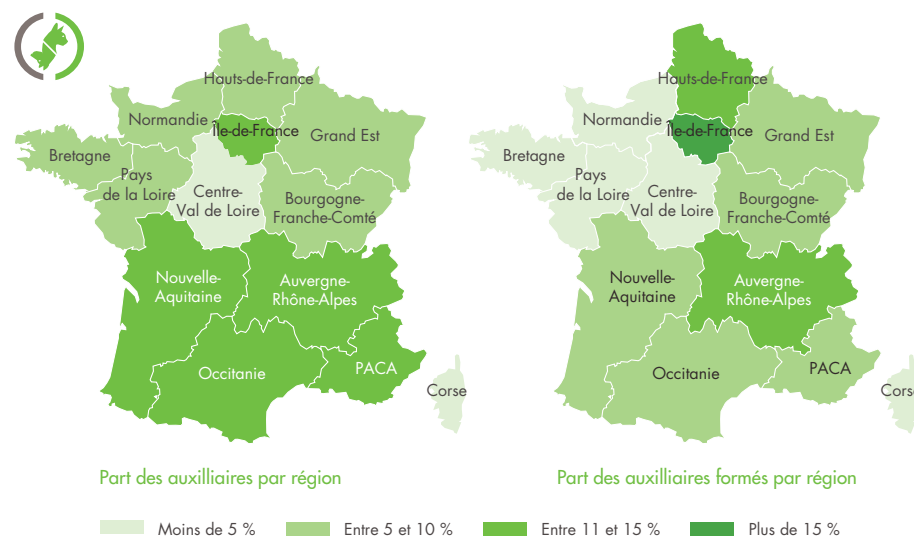 Hauts-de-France
Normandie
Île-de-France
Grand Est
Bretagne
Pays
de la Loire
Centre-
Val de Loire
Bourgogne-
Franche-Comté
Nouvelle-
Aquitaine
Auvergne-
Rhône-Alpes
Occitanie
PACA
Corse
Part des auxilliaires par région
Hauts-de-France
Normandie
Île-de-France
Grand Est
Bretagne
Pays
de la Loire
Centre-
Val de Loire
Bourgogne-
Franche-Comté
Nouvelle-
Aquitaine
Auvergne-
Rhône-Alpes
Occitanie
PACA
Corse
Part des auxilliaires formés par région
Moins de 5 %
Entre 5 et 10 %
Entre 11 et 15 %
Plus de 15 %